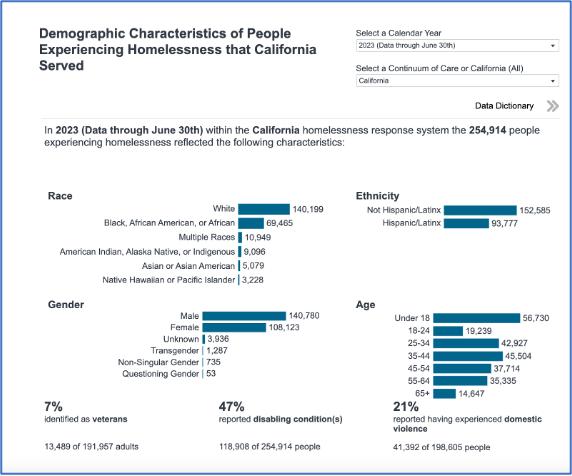 Demographic Characteristics of People
Experiencing Homelessness that California
Served
Select a Calendar Year
2023 (Data through June 30th)
Select a Continuum of Care or California (All)
California
Data Dictionary
In 2023 (Data through June 30th) within the California homelessness response system the 254,914 people
experiencing homelessness reflected the following characteristics:
Race
White 140,199
Black, African American, or African 69,465
Multiple Races 10,949
American Indian, Alaska Native, or Indigenous 9,096
Asian or Asian American 5,079
Native Hawaiian or Pacific Islander 3,228
Ethnicity
Not Hispanic/Latinx 152,585
Hispanic/Latinx 93,777
Gender
Male 140,780
Female 108,123
Unknown 3,936
Transgender 1,287
Non-Singular Gender 735
Questioning Gender 53
Age
Under 18 56,730
18-24 19,239
25-34 42,927
35-44 45,504
45-54 37,714
55-64 35,335
65+ 14,647
7%
identified as veterans
13,489 of 191,957 adults
47%
reported disabling condition(s)
118,908 of 254,914 people
21%
reported having experienced domestic
violence
41,392 of 198,605 people